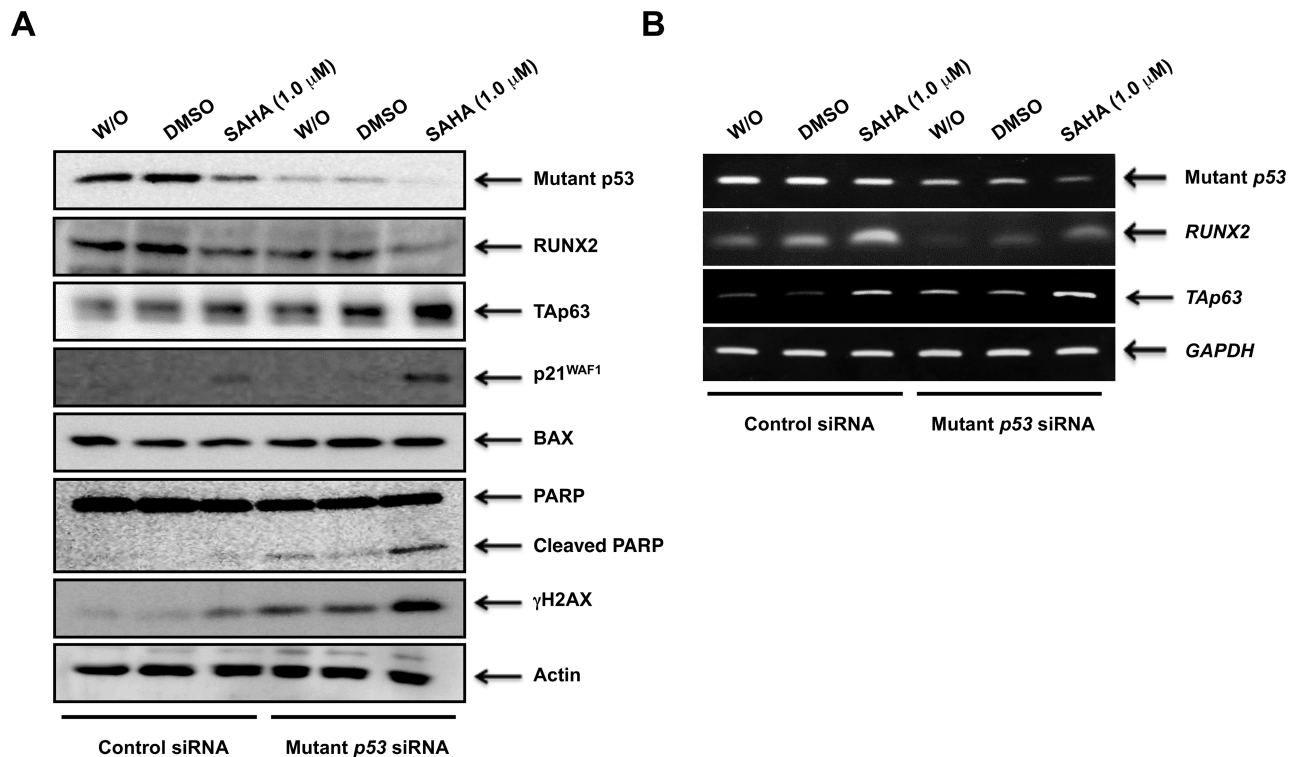 A
W/O
DMSO
SAHA (1.0 μM)
W/O
DMSO
SAHA (1.0 μM)
Mutant p53
RUNX2
TAp63
p21WAF1
BAX
PARP
Cleaved PARP
γH2AX
Actin
Control siRNA
Mutant p53 siRNA
B
W/O
DMSO
SAHA (1.0 μM)
W/O
DMSO
SAHA (1.0 μM)
Mutant p53
RUNX2
TAp63
GAPDH
Control siRNA
Mutant p53 siRNA